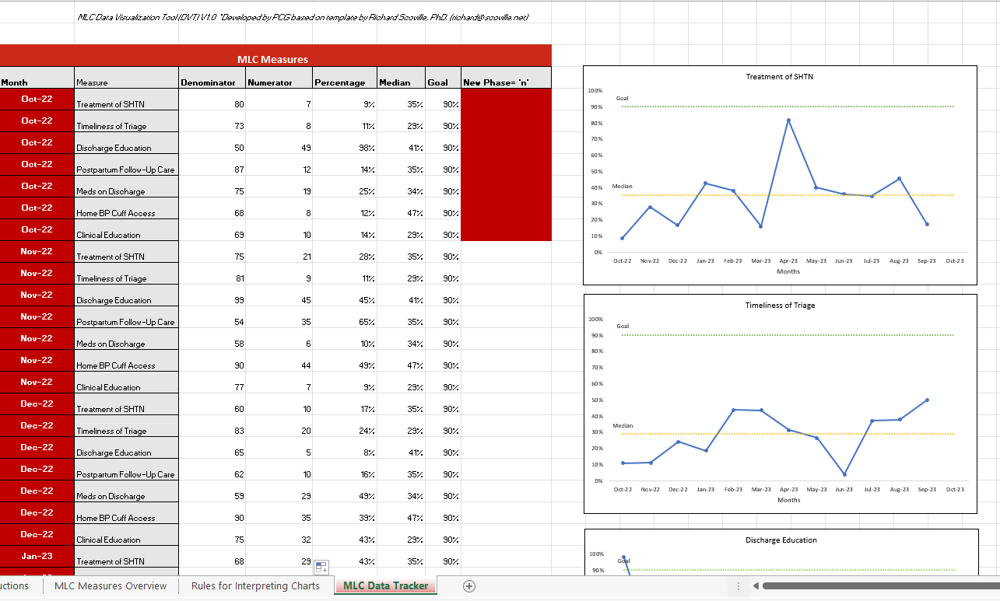 MLC Data Visualization Tool (DVT) V1.0 "Developed by PCG based on template by Richard Scoville, PhD. (richard@scoville.net)
MLC Measures
Month Measure Denominator Numerator Percentage Median Goal New Phase= 'n'
Oct-22 Treatment of SHTN 80 7 9% 35% 90%
Oct-22 Timeliness of Triage 73 8 11% 29% 90%
Oct-22 Discharge Education 50 49 98% 41% 90%
Oct-22 Postpartum Follow-Up Care 87 12 14% 35% 90%
Oct-22 Meds on Discharge 75 19 25% 34% 90%
Oct-22 Home BP Cuff Access 68 8 12% 47% 90%
Oct-22 Clinical Education 69 10 14% 29% 90%
Nov-22 Treatment of SHTN 75 21 28% 35% 90%
Nov-22 Timeliness of Triage 9 11% 29% 90%
Nov-22 Discharge Education 99 45 45% 41% 90%
Nov-22 Postpartum Follow-Up Care 54 35 65% 35% 90%
Nov-22 Meds on Discharge 58 6 10% 34% 90%
Nov-22 Home BP Cuff Access 90 44 49% 47% 90%
Nov-22 Clinical Education 77 7 9% 29% 90%
Dec-22 Treatment of SHTN 60 10 17% 35% 90%
Dec-22 Timeliness of Triage 83 20 24% 29% 90%
Dec-22 Discharge Education 65 5 8% 41% 90%
Dec-22 Postpartum Follow-Up Care 62 10 16% 35% 90%
Dec-22 Meds on Discharge 59 29 49% 34% 90%
Dec-22 Home BP Cuff Access 90 35 39% 47% 90%
Dec-22 Clinical Education 75 32 43% 29% 90%
Jan-23 Treatment of SHTN 68 29 43% 35% 90%
Treatment of SHTN
100%
Goal
90%
80%
70%
60%
50%
40%
Median
30%
20%
10%
0%
Oct-22 Nov-22 Dec-22 Jan-23 Feb-23 Mar-23 Apr-23 May-23 Jun-23 Jul-23 Aug-23 Sep-23 Oct-23
Months
Timeliness of Triage
100%
Goal
90%
80%
70%
60%
50%
40%
Median
30%
20%
10%
0%
Oct-22 Nov-22 Dec-22 Jan-23 Feb-23 Mar-23 Apr-23 May-23 Jun-23 Jul-23 Aug-23 Sep-23 Oct-23
Months
Discharge Education
100%
Goal
90%
uctions MLC Measures Overview Rules for Interpreting Charts MLC Data Tracker